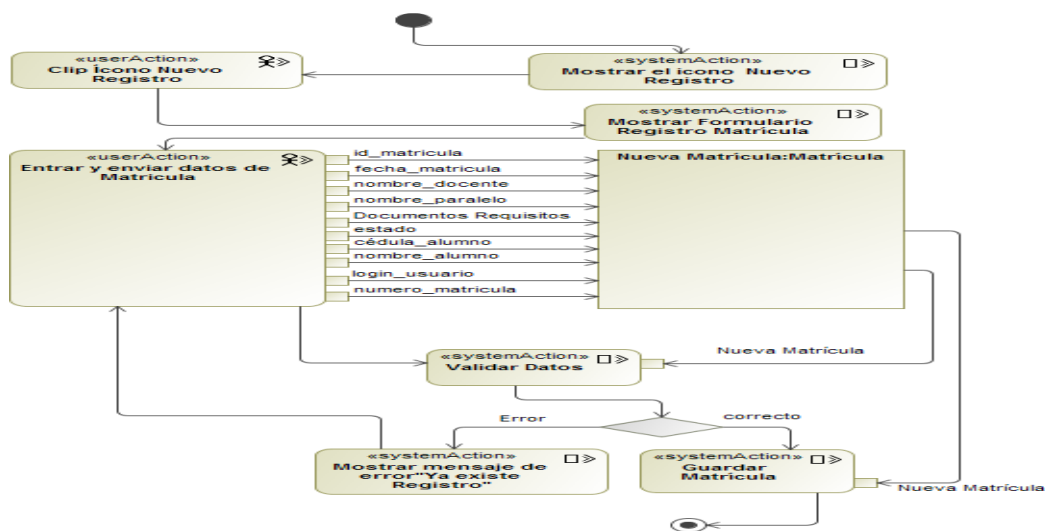 «systemAction»
Mostrar el icono Nuevo
Registro
«userAction»
Clip Ícono Nuevo
Registro
«systemAction»
Mostrar Formulario
Registro Matrícula
«userAction»
Entrar y enviar datos de
Matricula
id_matricula
fecha_matricula
nombre_docente
nombre_paralelo
Documentos Requisitos
estado
cédula_alumno
nombre_alumno
login_usuario
numero_matricula
Nueva Matrícula:Matrícula
«systemAction»
Validar Datos
Nueva Matrícula
Error
correcto
«systemAction»
Mostrar mensaje de
error"Ya existe
Registro"
«systemAction»
Guardar
Matrícula
Nueva Matrícula